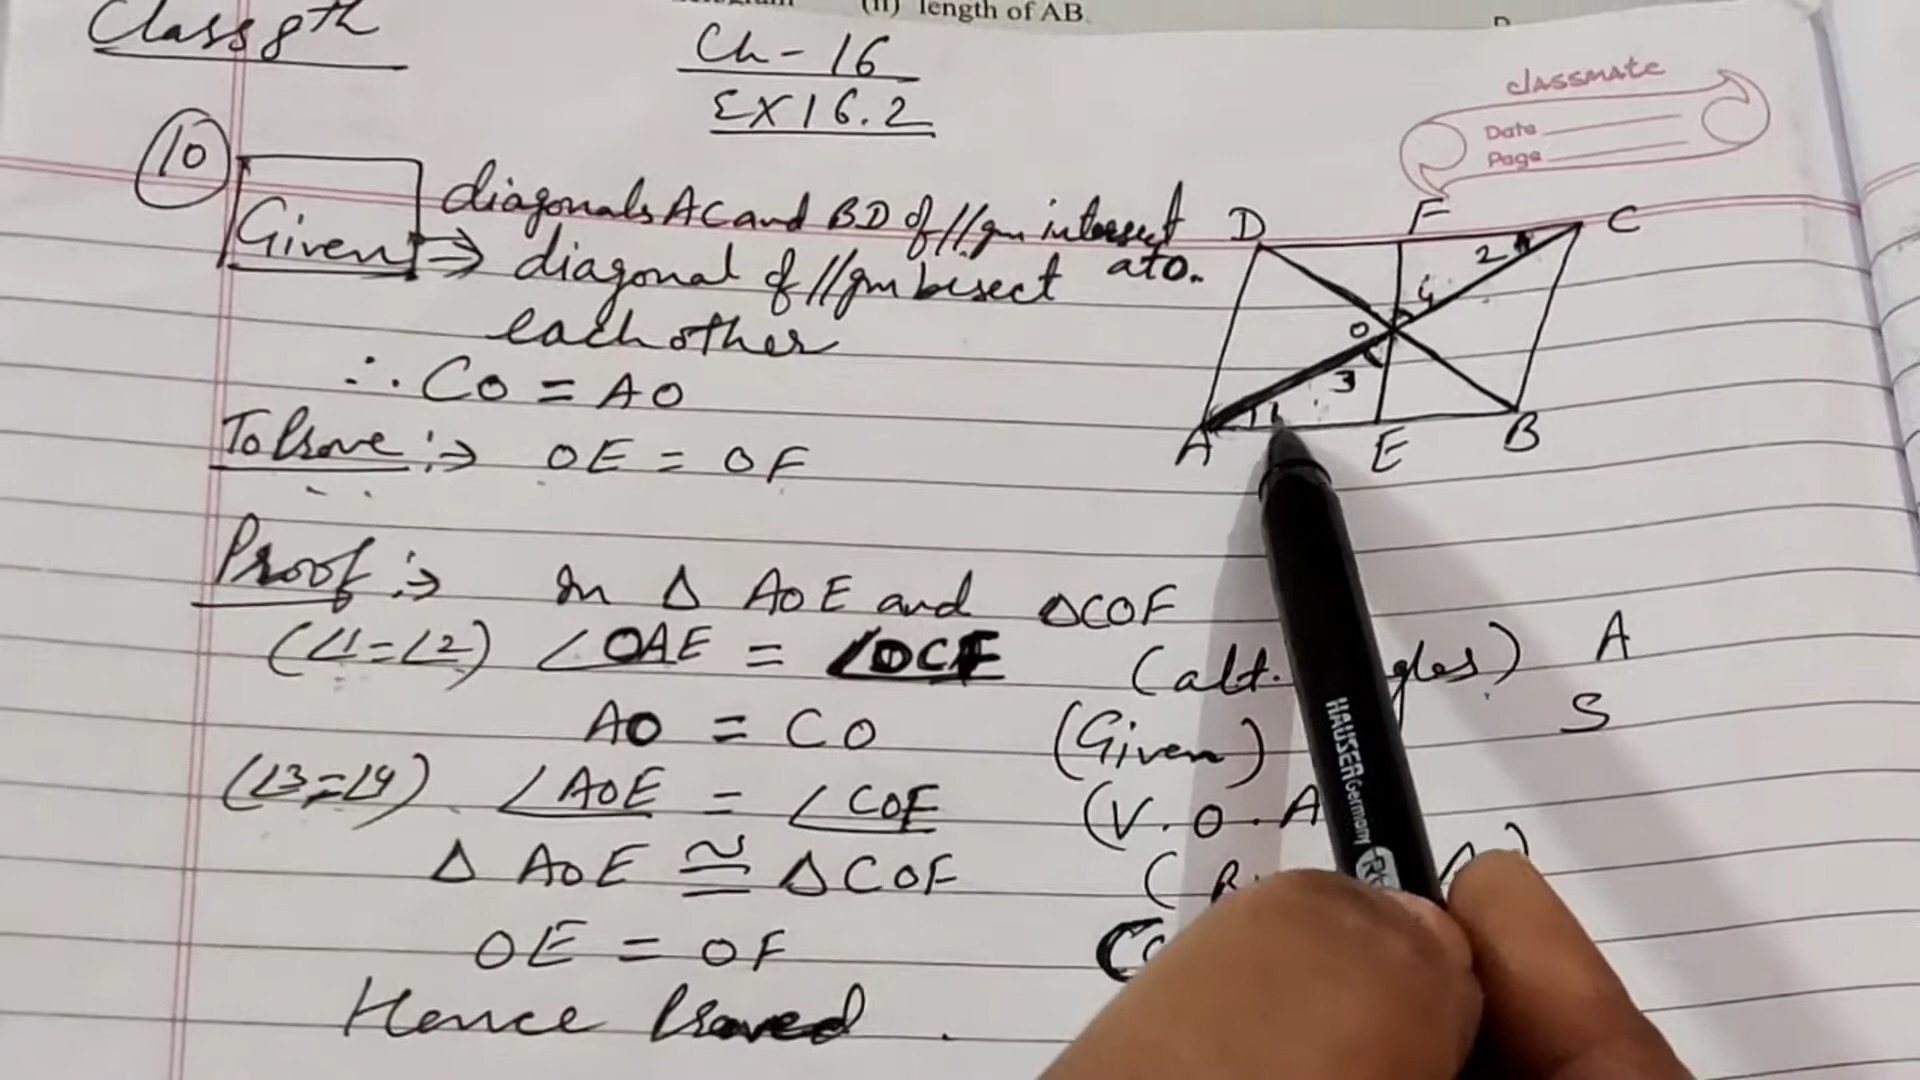 (ii) length of AB
Class 8th
Ch - 16
EX 16.2
classmate
Date
Page
10
Given ⇒ diagonals AC and BD of //gm intersect at O.
diagonal of //gm bisect
each other
∴ CO = AO
To Prove :⇒ OE = OF
D F C
2
4
O
3
1
A E B
Proof :⇒ In Δ AOE and ΔCOF
(∠1=∠2) ∠OAE = ∠OCF (alt. A
AO = CO (Given) S
(∠3=∠4) ∠AOE = ∠COF (V.O.A
Δ AOE ≅ ΔCOF
OE = OF
Hence Proved .
HAUSER Germany